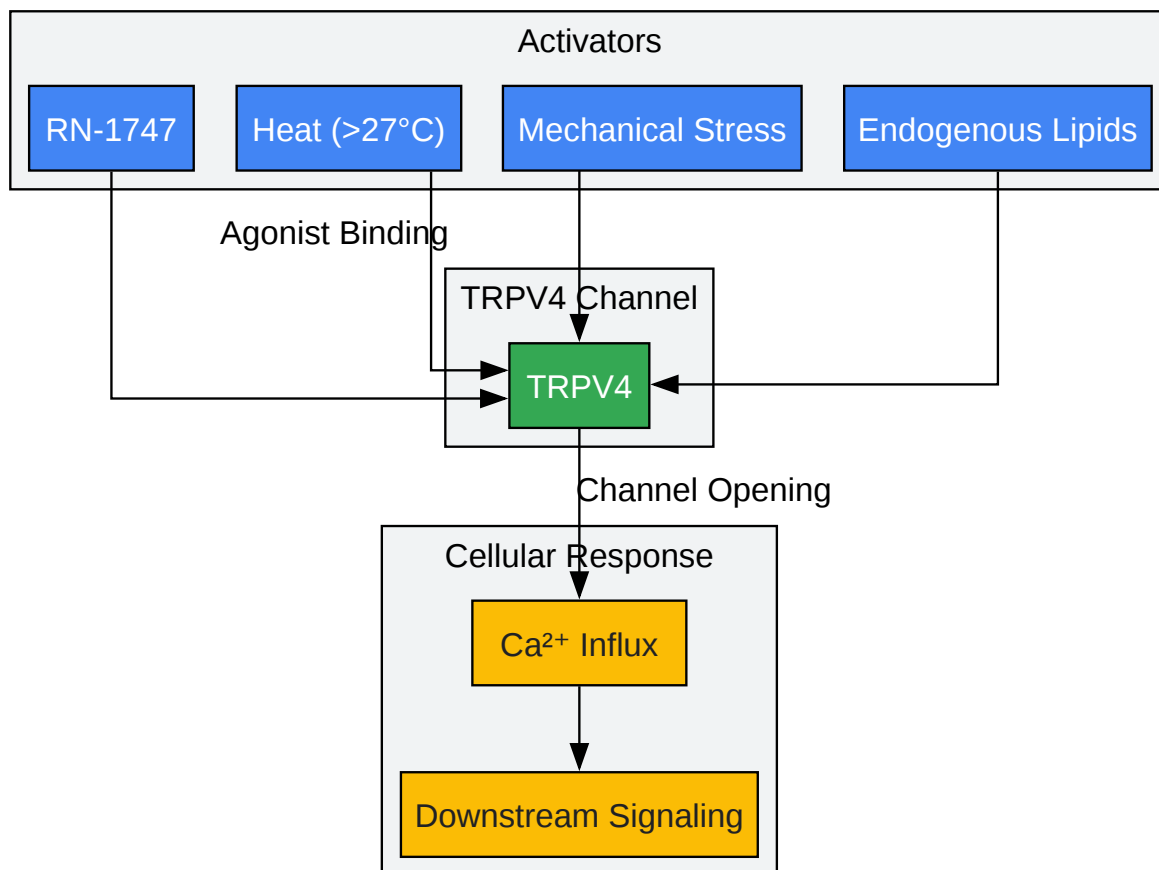 Activators
RN-1747
Heat (>27°C)
Mechanical Stress
Endogenous Lipids
Agonist Binding
TRPV4 Channel
TRPV4
Channel Opening
Cellular Response
Ca²⁺ Influx
Downstream Signaling